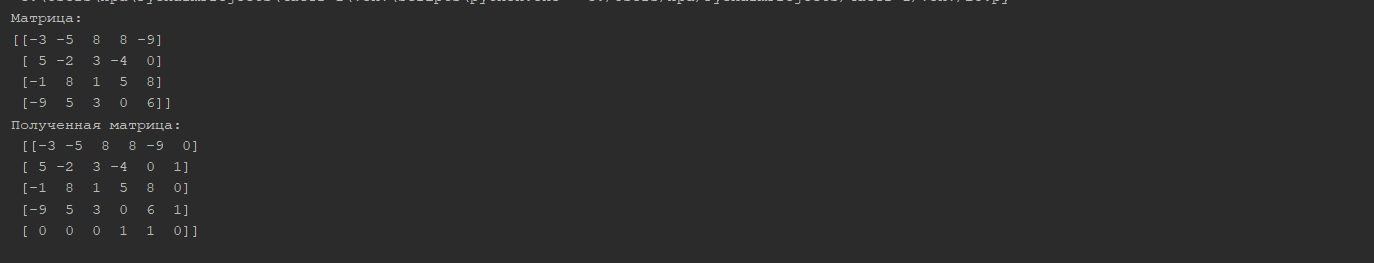 Матрица:
[[-3 -5  8  8 -9]
 [ 5 -2  3 -4  0]
 [-1  8  1  5  8]
 [-9  5  3  0  6]]
Полученная матрица:
 [[-3 -5  8  8 -9  0]
 [ 5 -2  3 -4  0  1]
 [-1  8  1  5  8  0]
 [-9  5  3  0  6  1]
 [ 0  0  0  1  1  0]]